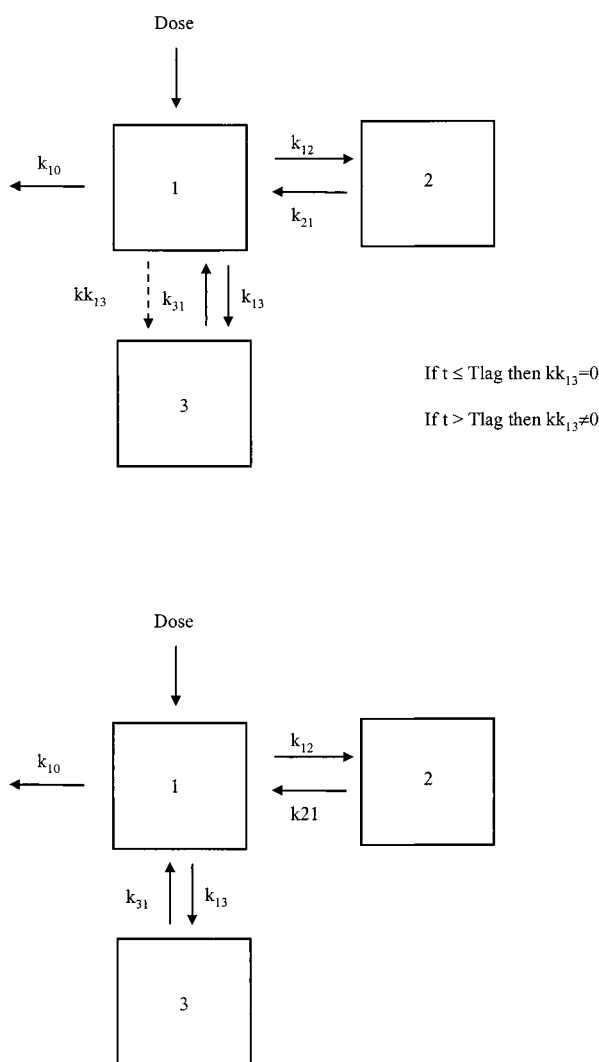 Dose
k₁₀
1
k₁₂
k₂₁
2
kk₁₃
k₃₁
k₁₃
3
If t ≤ Tlag then kk₁₃=0
If t > Tlag then kk₁₃≠0
Dose
k₁₀
1
k₁₂
k21
2
k₃₁
k₁₃
3